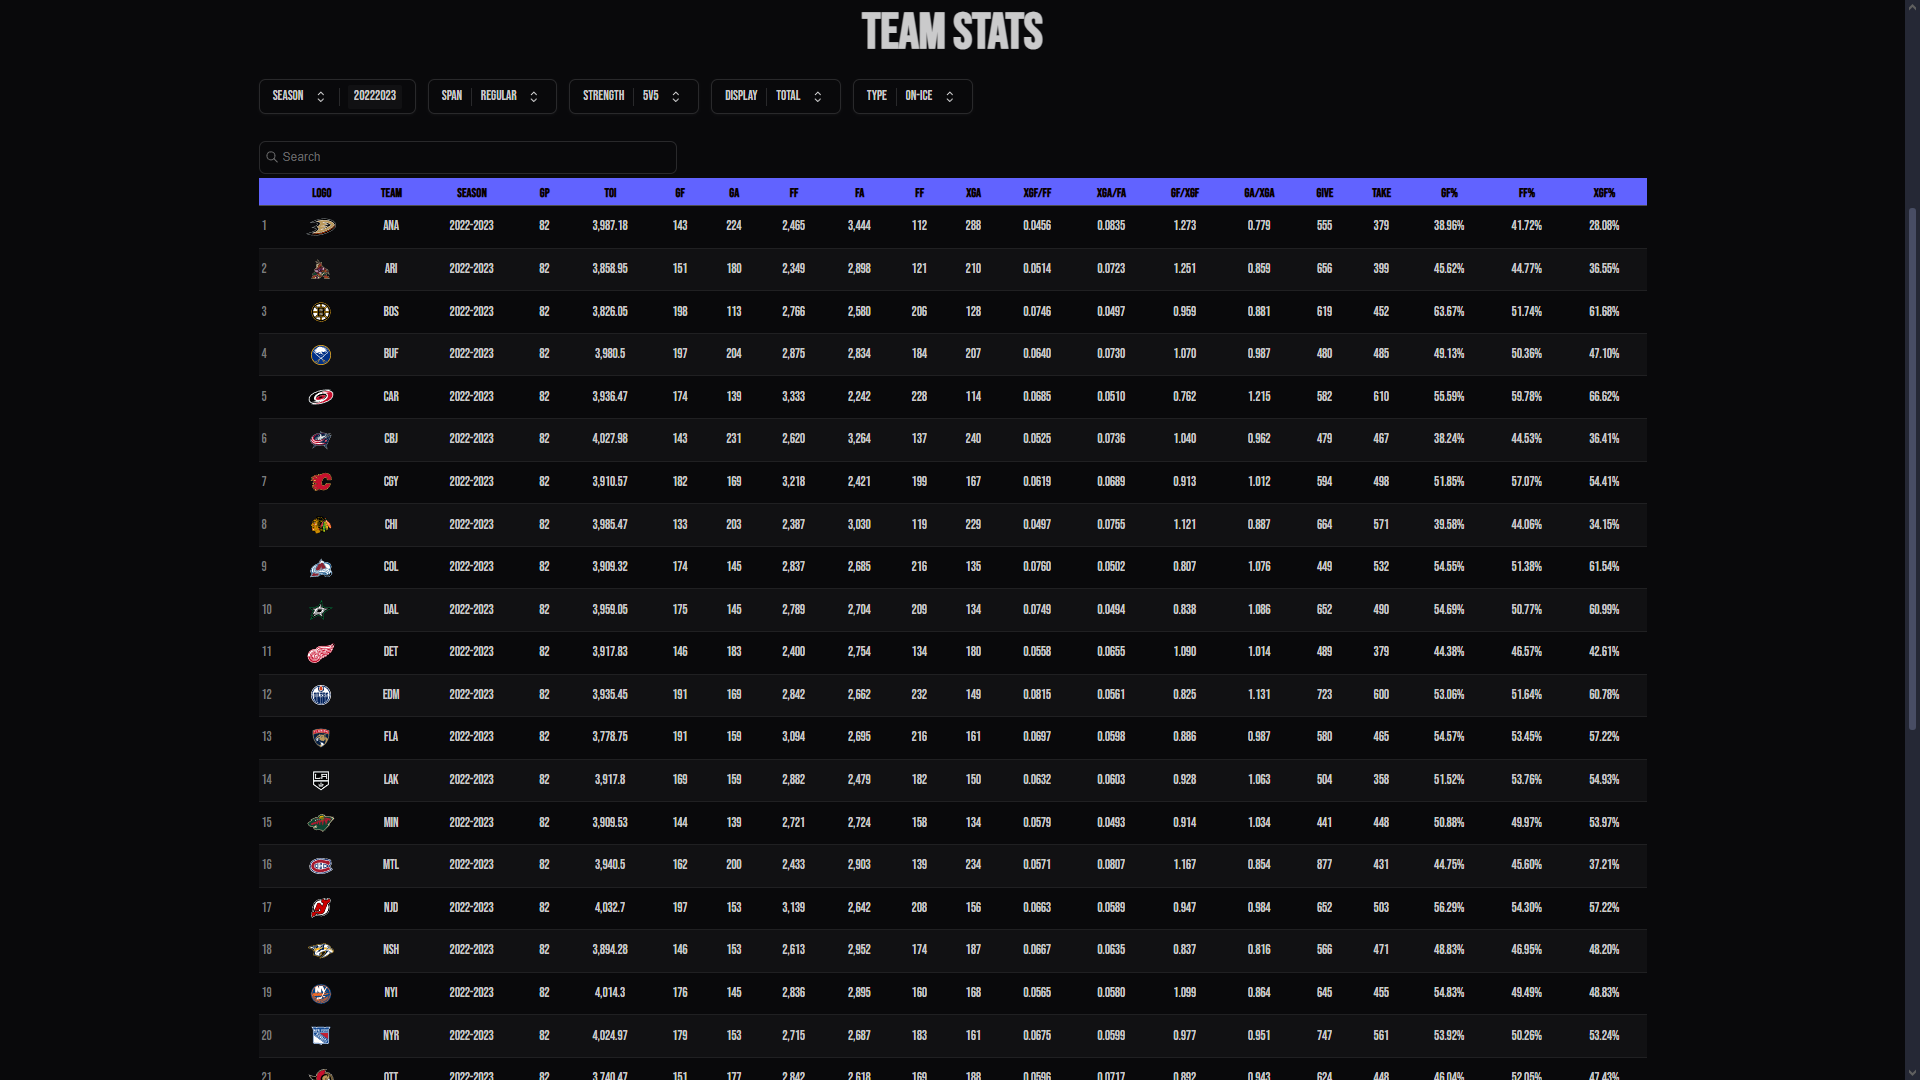 TEAM STATS
SEASON 20222023 SPAN REGULAR STRENGTH 5V5 DISPLAY TOTAL TYPE ON-ICE
Search
LOGO TEAM SEASON GP TOI GF GA FF FA FF XGA XGF/FF XGA/FA GF/XGF GA/XGA GIVE TAKE GF% FF% XGF%
1 ANA 2022-2023 82 3,987.18 143 224 2,465 3,444 112 288 0.0456 0.0835 1.273 0.779 555 379 38.96% 41.72% 28.08%
2 ARI 2022-2023 82 3,858.95 151 180 2,349 2,898 121 210 0.0514 0.0723 1.251 0.859 656 399 45.62% 44.77% 36.55%
3 BOS 2022-2023 82 3,826.05 198 113 2,766 2,580 206 128 0.0746 0.0497 0.959 0.881 619 452 63.67% 51.74% 61.68%
4 BUF 2022-2023 82 3,980.5 197 204 2,875 2,834 184 207 0.0640 0.0730 1.070 0.987 480 485 49.13% 50.36% 47.10%
5 CAR 2022-2023 82 3,936.47 174 139 3,333 2,242 228 114 0.0685 0.0510 0.762 1.215 582 610 55.59% 59.78% 66.62%
6 CBJ 2022-2023 82 4,027.98 143 231 2,620 3,264 137 240 0.0525 0.0736 1.040 0.962 479 467 38.24% 44.53% 36.41%
7 CGY 2022-2023 82 3,910.57 182 169 3,218 2,421 199 167 0.0619 0.0689 0.913 1.012 594 498 51.85% 57.07% 54.41%
8 CHI 2022-2023 82 3,985.47 133 203 2,387 3,030 119 229 0.0497 0.0755 1.121 0.887 664 571 39.58% 44.06% 34.15%
9 COL 2022-2023 82 3,909.32 174 145 2,837 2,685 216 135 0.0760 0.0502 0.807 1.076 449 532 54.55% 51.38% 61.54%
10 DAL 2022-2023 82 3,959.05 175 145 2,789 2,704 209 134 0.0749 0.0494 0.838 1.086 652 490 54.69% 50.77% 60.99%
11 DET 2022-2023 82 3,917.83 146 183 2,400 2,754 134 180 0.0558 0.0655 1.090 1.014 489 379 44.38% 46.57% 42.61%
12 EDM 2022-2023 82 3,935.45 191 169 2,842 2,662 232 149 0.0815 0.0561 0.825 1.131 723 600 53.06% 51.64% 60.78%
13 FLA 2022-2023 82 3,778.75 191 159 3,094 2,695 216 161 0.0697 0.0598 0.886 0.987 580 465 54.57% 53.45% 57.22%
14 LAK 2022-2023 82 3,917.8 169 159 2,882 2,479 182 150 0.0632 0.0603 0.928 1.063 504 358 51.52% 53.76% 54.93%
15 MIN 2022-2023 82 3,909.53 144 139 2,721 2,724 158 134 0.0579 0.0493 0.914 1.034 441 448 50.88% 49.97% 53.97%
16 MTL 2022-2023 82 3,940.5 162 200 2,433 2,903 139 234 0.0571 0.0807 1.167 0.854 877 431 44.75% 45.60% 37.21%
17 NJD 2022-2023 82 4,032.7 197 153 3,139 2,642 208 156 0.0663 0.0589 0.947 0.984 652 503 56.29% 54.30% 57.22%
18 NSH 2022-2023 82 3,894.28 146 153 2,613 2,952 174 187 0.0667 0.0635 0.837 0.816 566 471 48.83% 46.95% 48.20%
19 NYI 2022-2023 82 4,014.3 176 145 2,836 2,895 160 168 0.0565 0.0580 1.099 0.864 645 455 54.83% 49.49% 48.83%
20 NYR 2022-2023 82 4,024.97 179 153 2,715 2,687 183 161 0.0675 0.0599 0.977 0.951 747 561 53.92% 50.26% 53.24%
21 OTT 2022-2023 82 3,740.47 151 177 2,842 2,618 169 188 0.0596 0.0717 0.892 0.943 624 448 46.04% 52.05% 47.43%